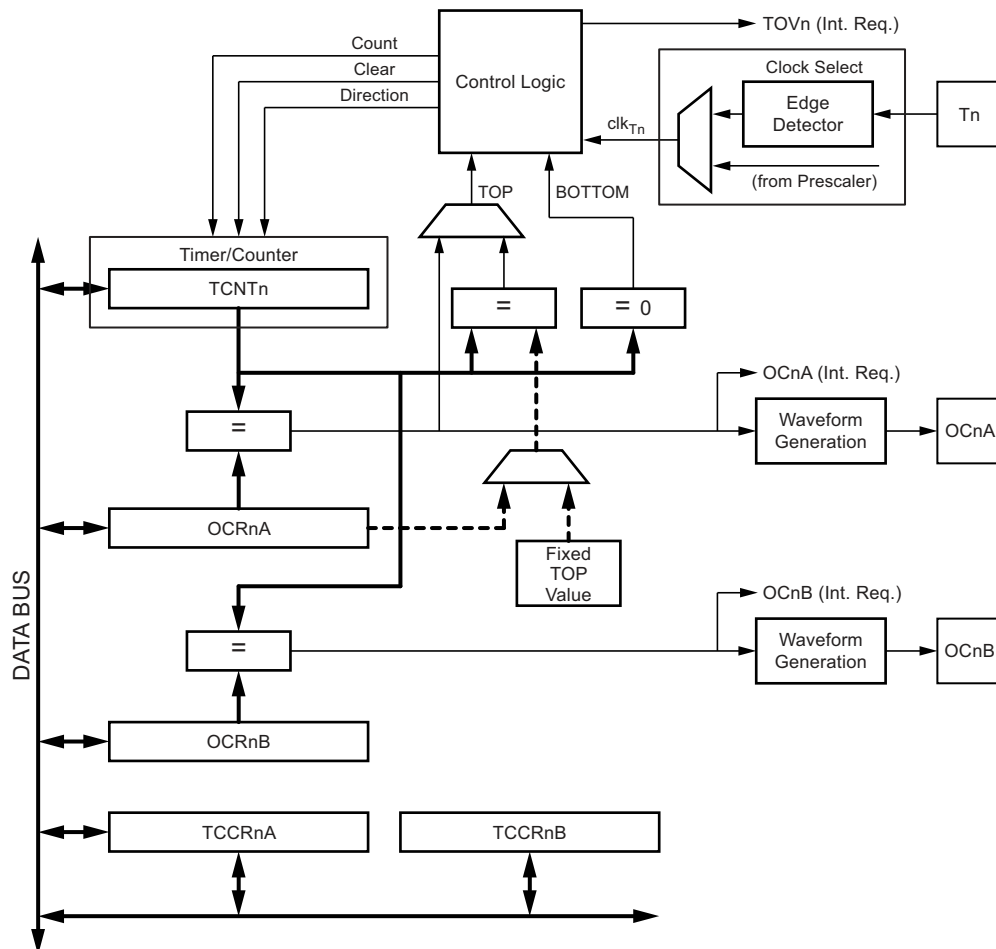 Count
Clear
Direction
Control Logic
TOVn (Int. Req.)
Clock Select
Edge
Detector
Tn
clkTn
(from Prescaler)
TOP
BOTTOM
Timer/Counter
TCNTn
=
= 0
OCnA (Int. Req.)
=
Waveform
Generation
OCnA
OCRnA
Fixed
TOP
Value
DATA BUS
OCnB (Int. Req.)
=
Waveform
Generation
OCnB
OCRnB
TCCRnA
TCCRnB